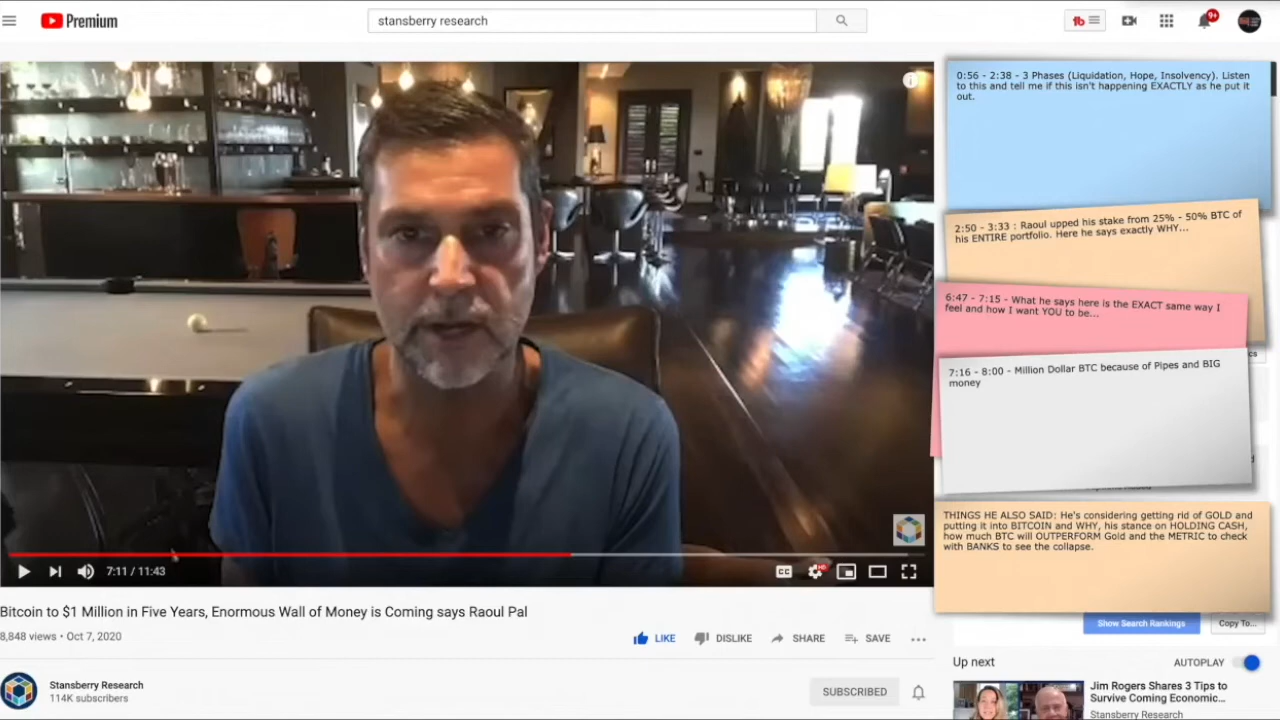 Premium
stansberry research
tb
9+
0:56 - 2:38 - 3 Phases (Liquidation, Hope, Insolvency). Listen
to this and tell me if this isn't happening EXACTLY as he put it
out.
2:50 - 3:33 : Raoul upped his stake from 25% - 50% BTC of
his ENTIRE portfolio. Here he says exactly WHY...
6:47 - 7:15 - What he says here is the EXACT same way I
feel and how I want YOU to be...
cs
7:16 - 8:00 - Million Dollar BTC because of Pipes and BIG
money
THINGS HE ALSO SAID: He's considering getting rid of GOLD and
putting it into BITCOIN and WHY, his stance on HOLDING CASH,
how much BTC will OUTPERFORM Gold and the METRIC to check
with BANKS to see the collapse.
7:11 / 11:43
CC
HD
Show Search Rankings
Copy To...
Bitcoin to $1 Million in Five Years, Enormous Wall of Money is Coming says Raoul Pal
8,848 views • Oct 7, 2020
LIKE
DISLIKE
SHARE
SAVE
Up next
AUTOPLAY
Stansberry Research
114K subscribers
SUBSCRIBED
Jim Rogers Shares 3 Tips to
Survive Coming Economic...
Stansberry Research